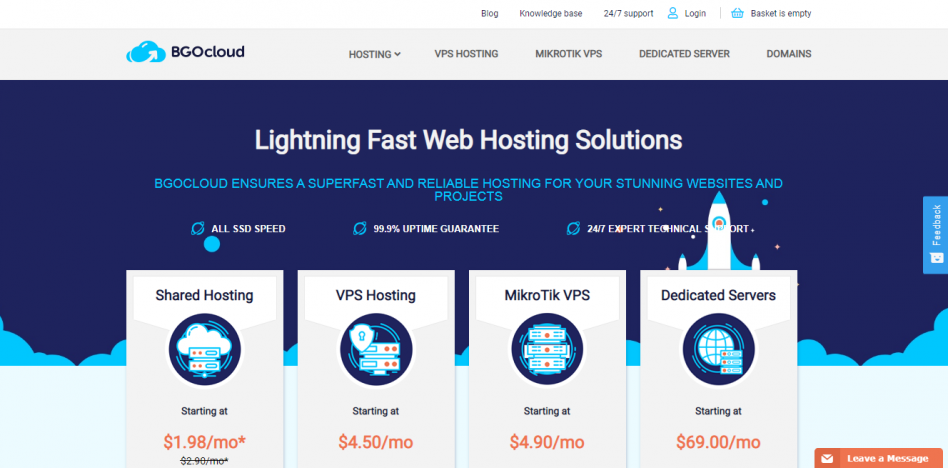 Blog Knowledge base 24/7 support Login Basket is empty
BGOcloud HOSTING VPS HOSTING MIKROTIK VPS DEDICATED SERVER DOMAINS
Lightning Fast Web Hosting Solutions
BGOCLOUD ENSURES A SUPERFAST AND RELIABLE HOSTING FOR YOUR STUNNING WEBSITES AND
PROJECTS
ALL SSD SPEED 99.9% UPTIME GUARANTEE 24/7 EXPERT TECHNICAL SUPPORT
Feedback
Shared Hosting VPS Hosting MikroTik VPS Dedicated Servers
Starting at Starting at Starting at Starting at
$1.98/mo* $4.50/mo $4.90/mo $69.00/mo
$2.90/mo*
Leave a Message